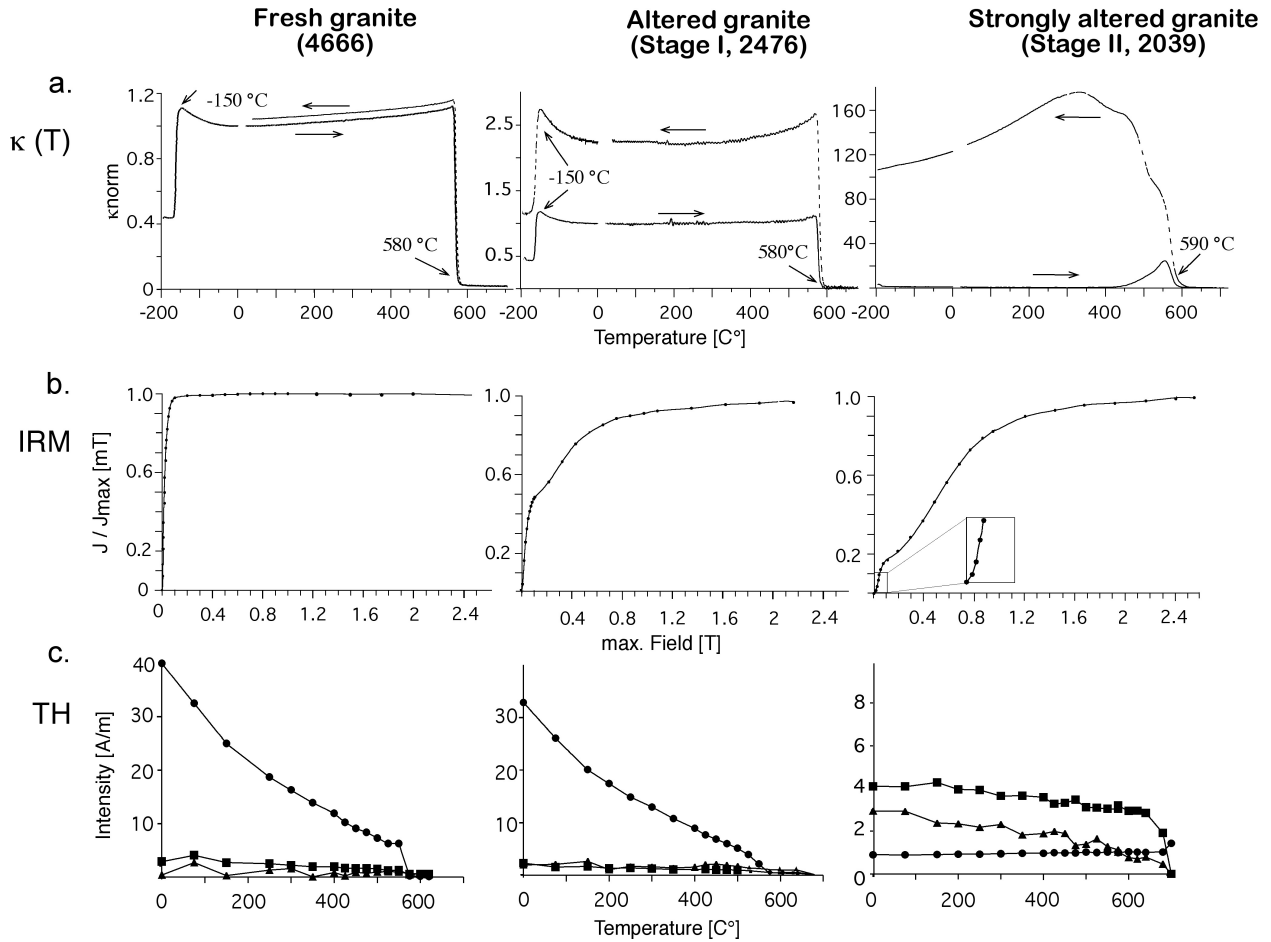 Fresh granite
(4666)
Altered granite
(Stage I, 2476)
Strongly altered granite
(Stage II, 2039)
a.
κ (T)
κnorm
1.2
1.0
0.8
0.4
0
-150 °C
580 °C
-200 0 200 400 600
2.5
1.5
0.5
-150 °C
580°C
-200 0 200 400 600
160
120
80
40
590 °C
-200 0 200 400 600
Temperature [C°]
b.
IRM
J / Jmax [mT]
1.0
0.6
0.2
0
0 0.4 0.8 1.2 1.6 2 2.4
1.0
0.6
0.2
0 0.4 0.8 1.2 1.6 2 2.4
1.0
0.6
0.2
0 0.4 0.8 1.2 1.6 2 2.4
max. Field [T]
c.
TH
Intensity [A/m]
40
30
20
10
0 200 400 600
30
20
10
0 200 400 600
8
6
4
2
0
0 200 400 600
Temperature [C°]